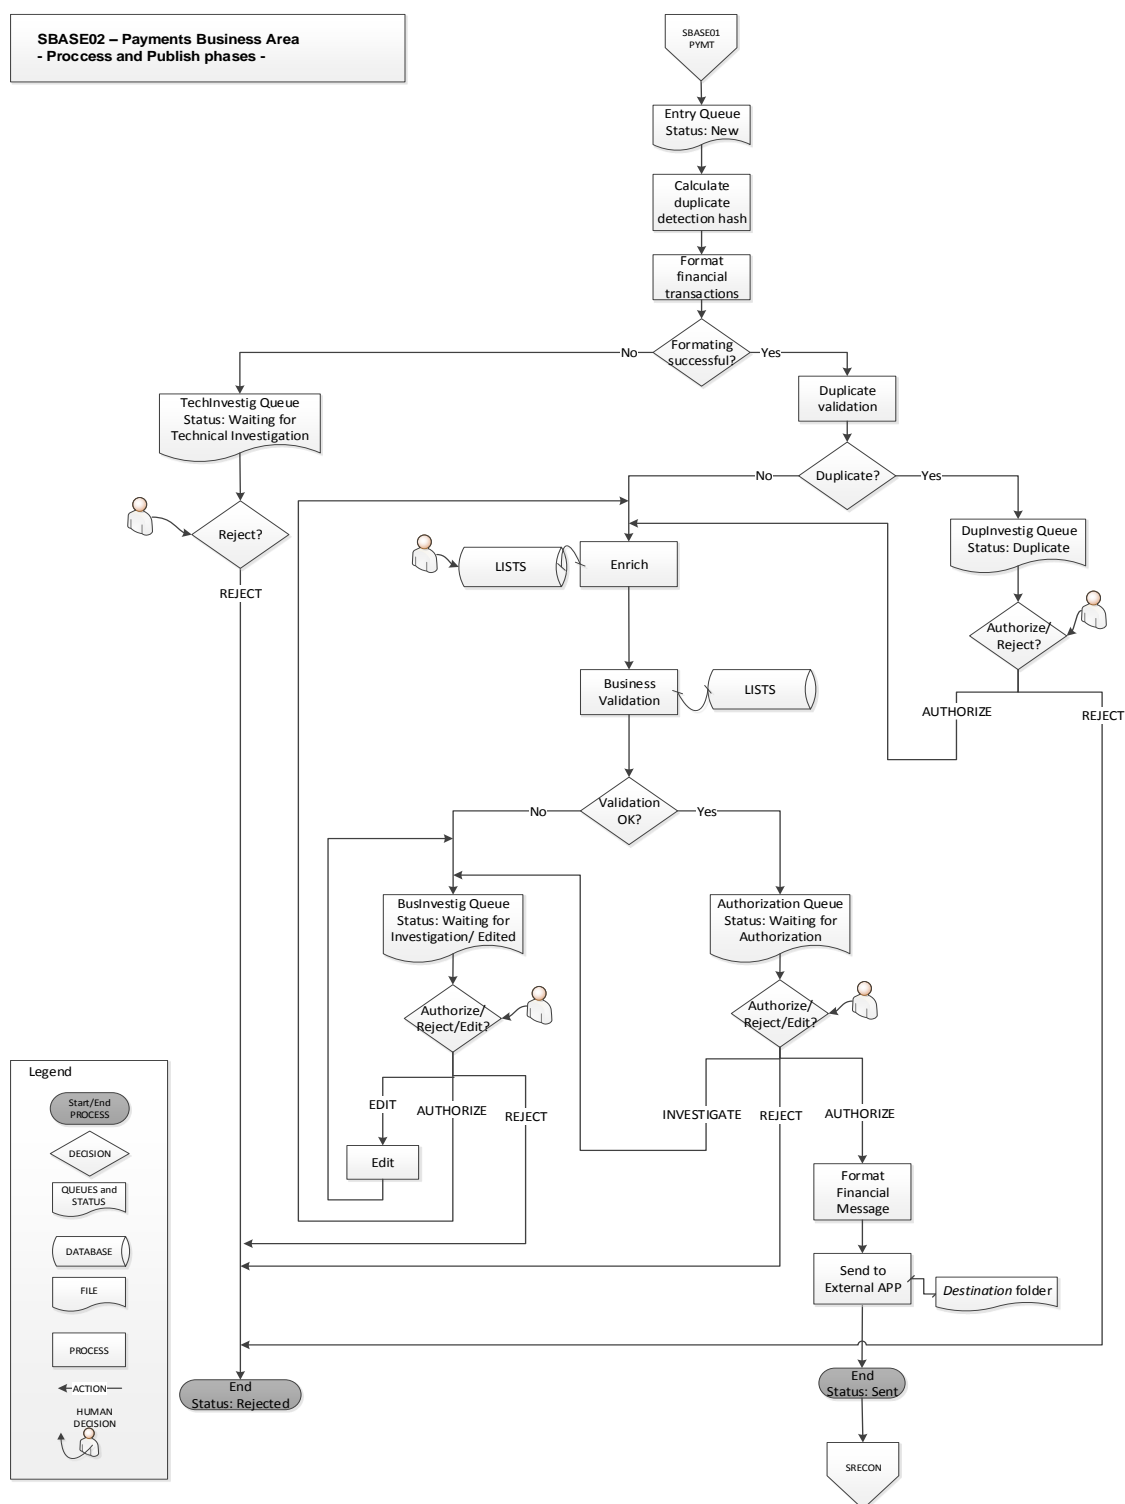 SBASE02 – Payments Business Area
- Proccess and Publish phases -
SBASE01
PYMT
Entry Queue
Status: New
Calculate
duplicate
detection hash
Format
financial
transactions
Formating
successful?
No
Yes
TechInvestig Queue
Status: Waiting for
Technical Investigation
Duplicate
validation
Duplicate?
No
Yes
Reject?
REJECT
DupInvestig Queue
Status: Duplicate
LISTS
Enrich
Authorize/
Reject?
Business
Validation
LISTS
AUTHORIZE
REJECT
Validation
OK?
No
Yes
BusInvestig Queue
Status: Waiting for
Investigation/ Edited
Authorization Queue
Status: Waiting for
Authorization
Authorize/
Reject/Edit?
Authorize/
Reject/Edit?
EDIT
AUTHORIZE
REJECT
INVESTIGATE
REJECT
AUTHORIZE
Edit
Format
Financial
Message
Send to
External APP
Destination folder
End
Status: Rejected
End
Status: Sent
SRECON
Legend
Start/End
PROCESS
DECISION
QUEUES and
STATUS
DATABASE
FILE
PROCESS
ACTION
HUMAN
DECISION